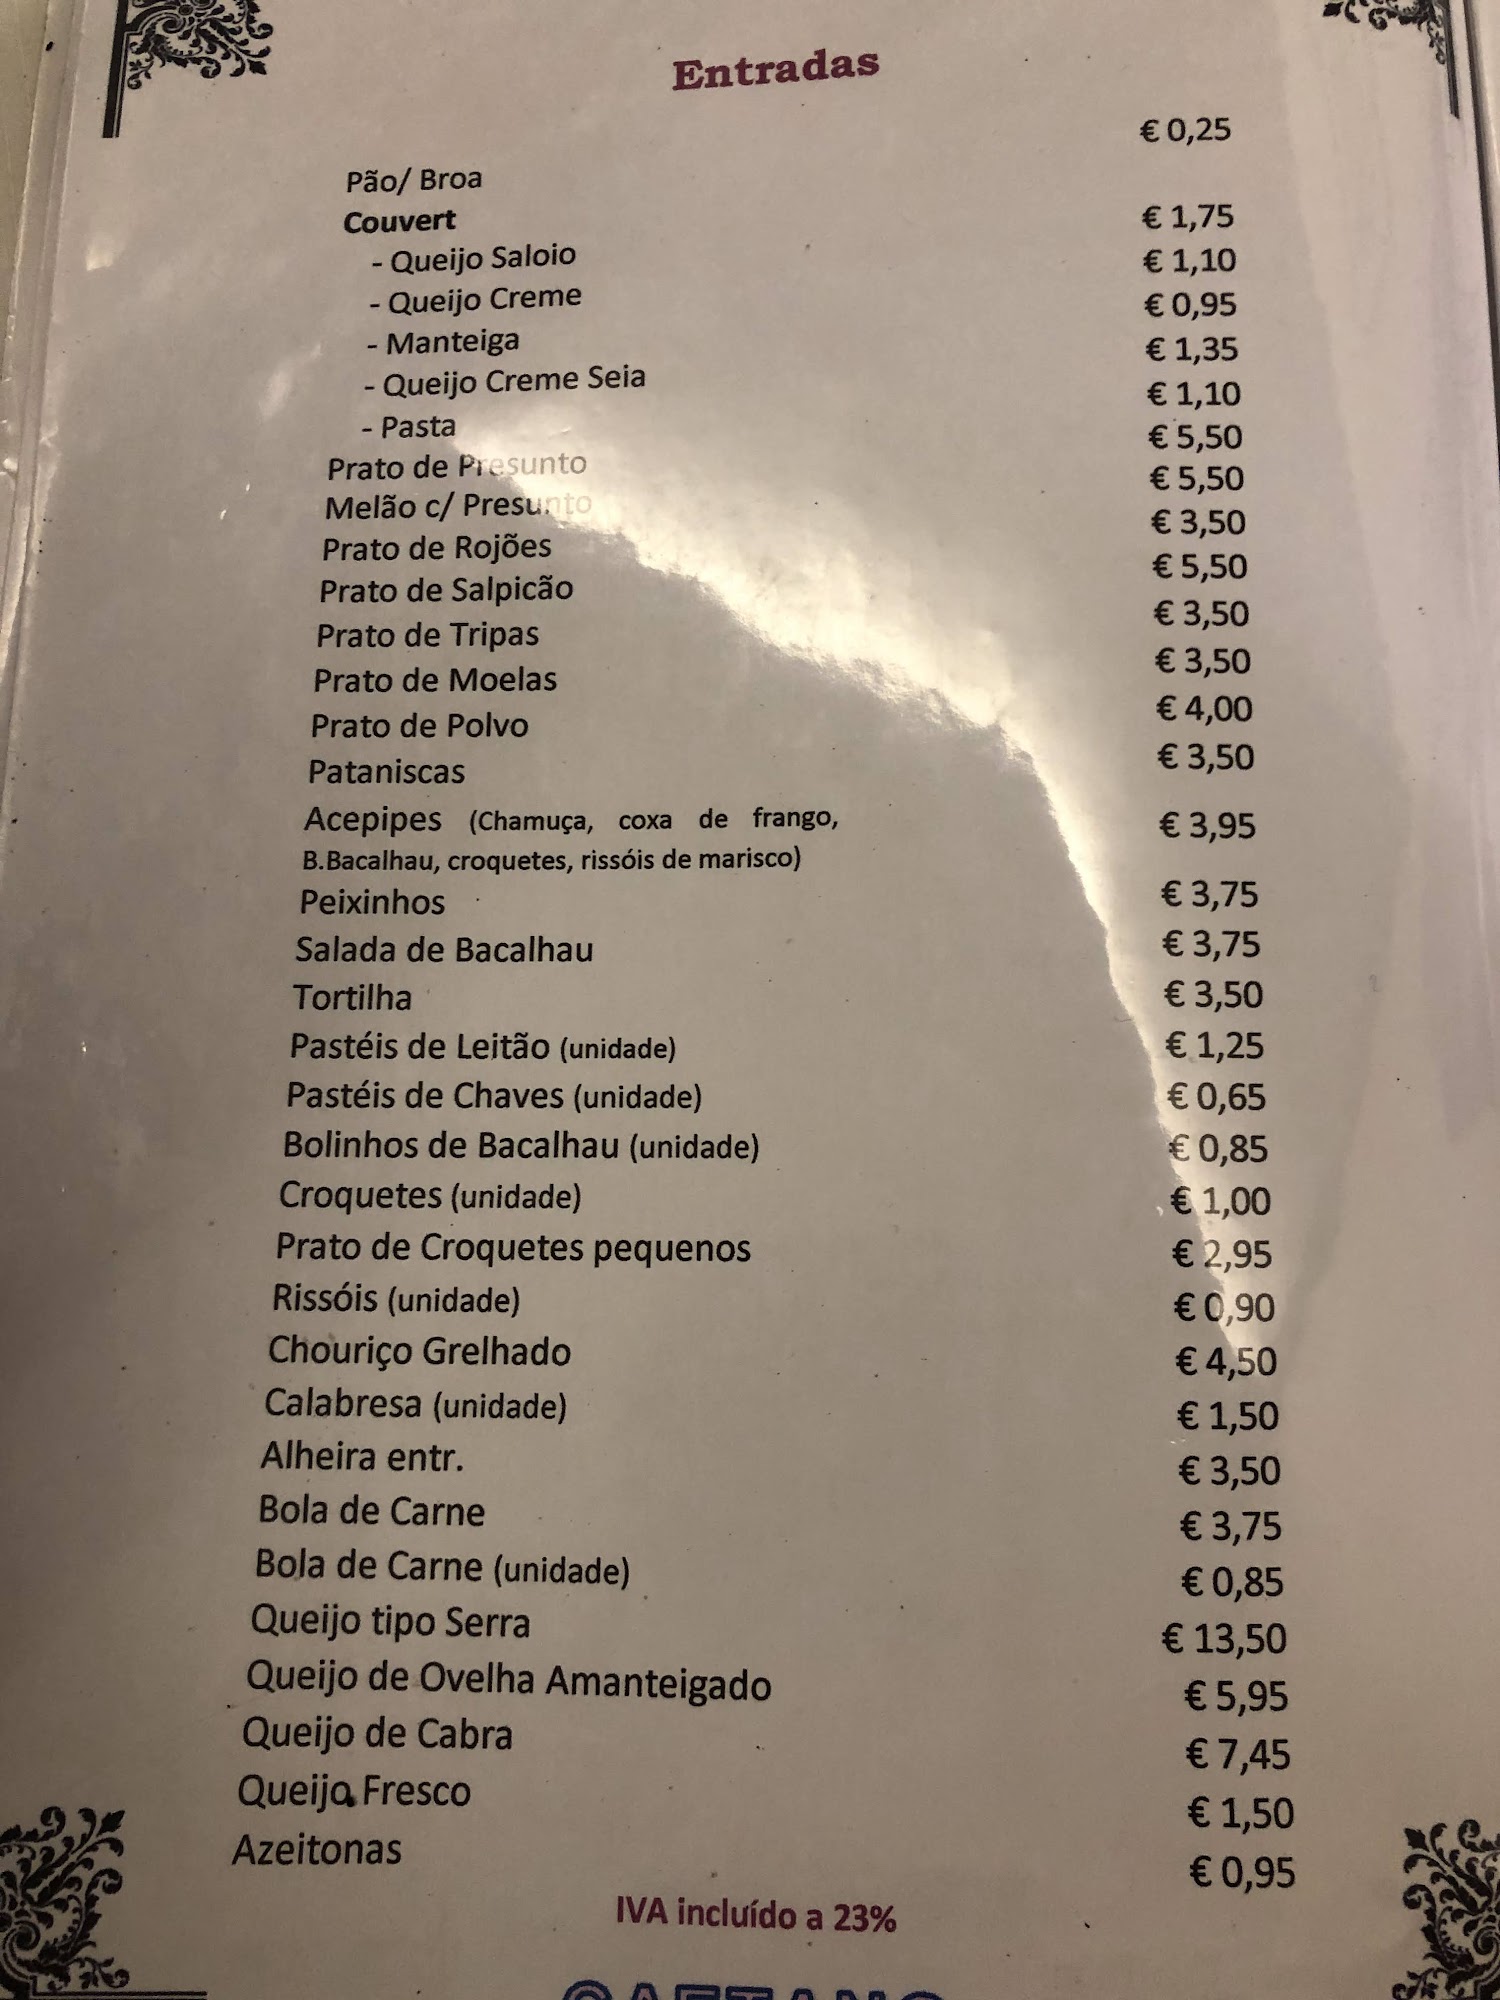 Entradas
Pão/ Broa € 0,25
Couvert
- Queijo Saloio € 1,75
- Queijo Creme € 1,10
- Manteiga € 0,95
- Queijo Creme Seia € 1,35
- Pasta € 1,10
Prato de Presunto € 5,50
Melão c/ Presunto € 5,50
Prato de Rojões € 3,50
Prato de Salpicão € 5,50
Prato de Tripas € 3,50
Prato de Moelas € 3,50
Prato de Polvo € 4,00
Pataniscas € 3,50
Acepipes (Chamuça, coxa de frango, € 3,95
B.Bacalhau, croquetes, rissóis de marisco)
Peixinhos € 3,75
Salada de Bacalhau € 3,75
Tortilha € 3,50
Pastéis de Leitão (unidade) € 1,25
Pastéis de Chaves (unidade) € 0,65
Bolinhos de Bacalhau (unidade) € 0,85
Croquetes (unidade) € 1,00
Prato de Croquetes pequenos € 2,95
Rissóis (unidade) € 0,90
Chouriço Grelhado € 4,50
Calabresa (unidade) € 1,50
Alheira entr. € 3,50
Bola de Carne € 3,75
Bola de Carne (unidade) € 0,85
Queijo tipo Serra € 13,50
Queijo de Ovelha Amanteigado € 5,95
Queijo de Cabra € 7,45
Queijo Fresco € 1,50
Azeitonas € 0,95
IVA incluído a 23%